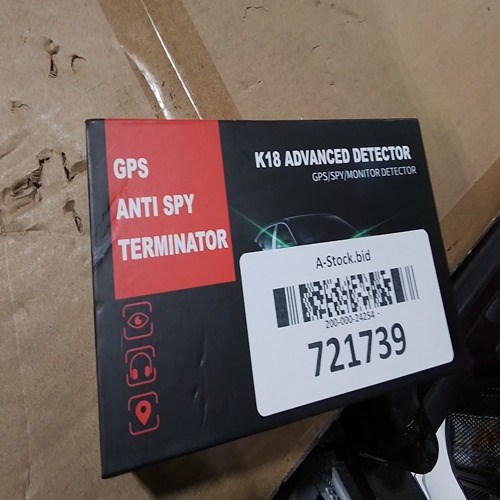 GPS
ANTI SPY
TERMINATOR
K18 ADVANCED DETECTOR
GPS/SPY/MONITOR DETECTOR
A-Stock.bid
200-000-24254 -
721739